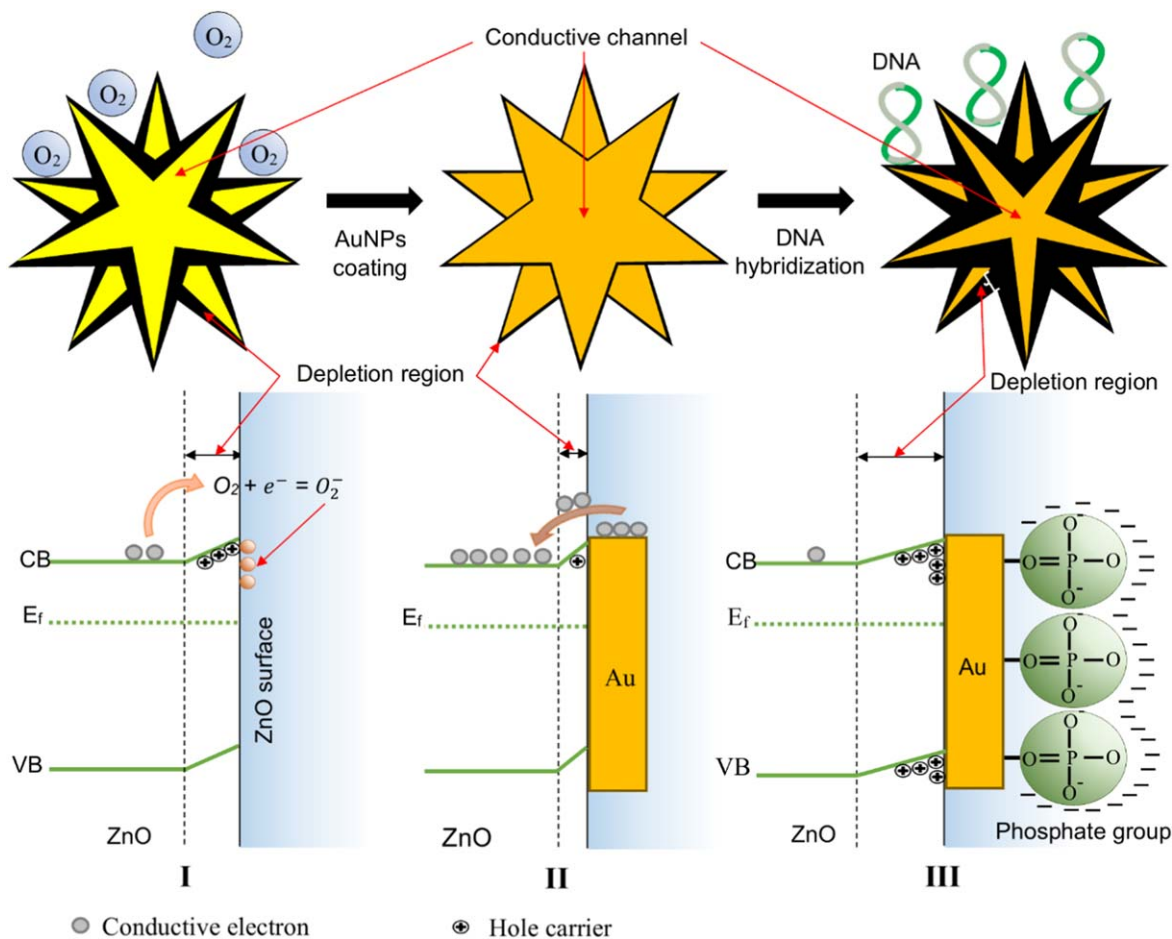 O2
Conductive channel
DNA
O2
O2
O2
AuNPs
coating
DNA
hybridization
Depletion region
Depletion region
O2 + e− = O2−
CB
Ef
VB
ZnO surface
ZnO
I
CB
Ef
VB
Au
ZnO
II
CB
Ef
VB
Au
O-
O=P-O
O-
O-
O=P-O
O-
O-
O=P-O
O-
ZnO
Phosphate group
III
Conductive electron
Hole carrier